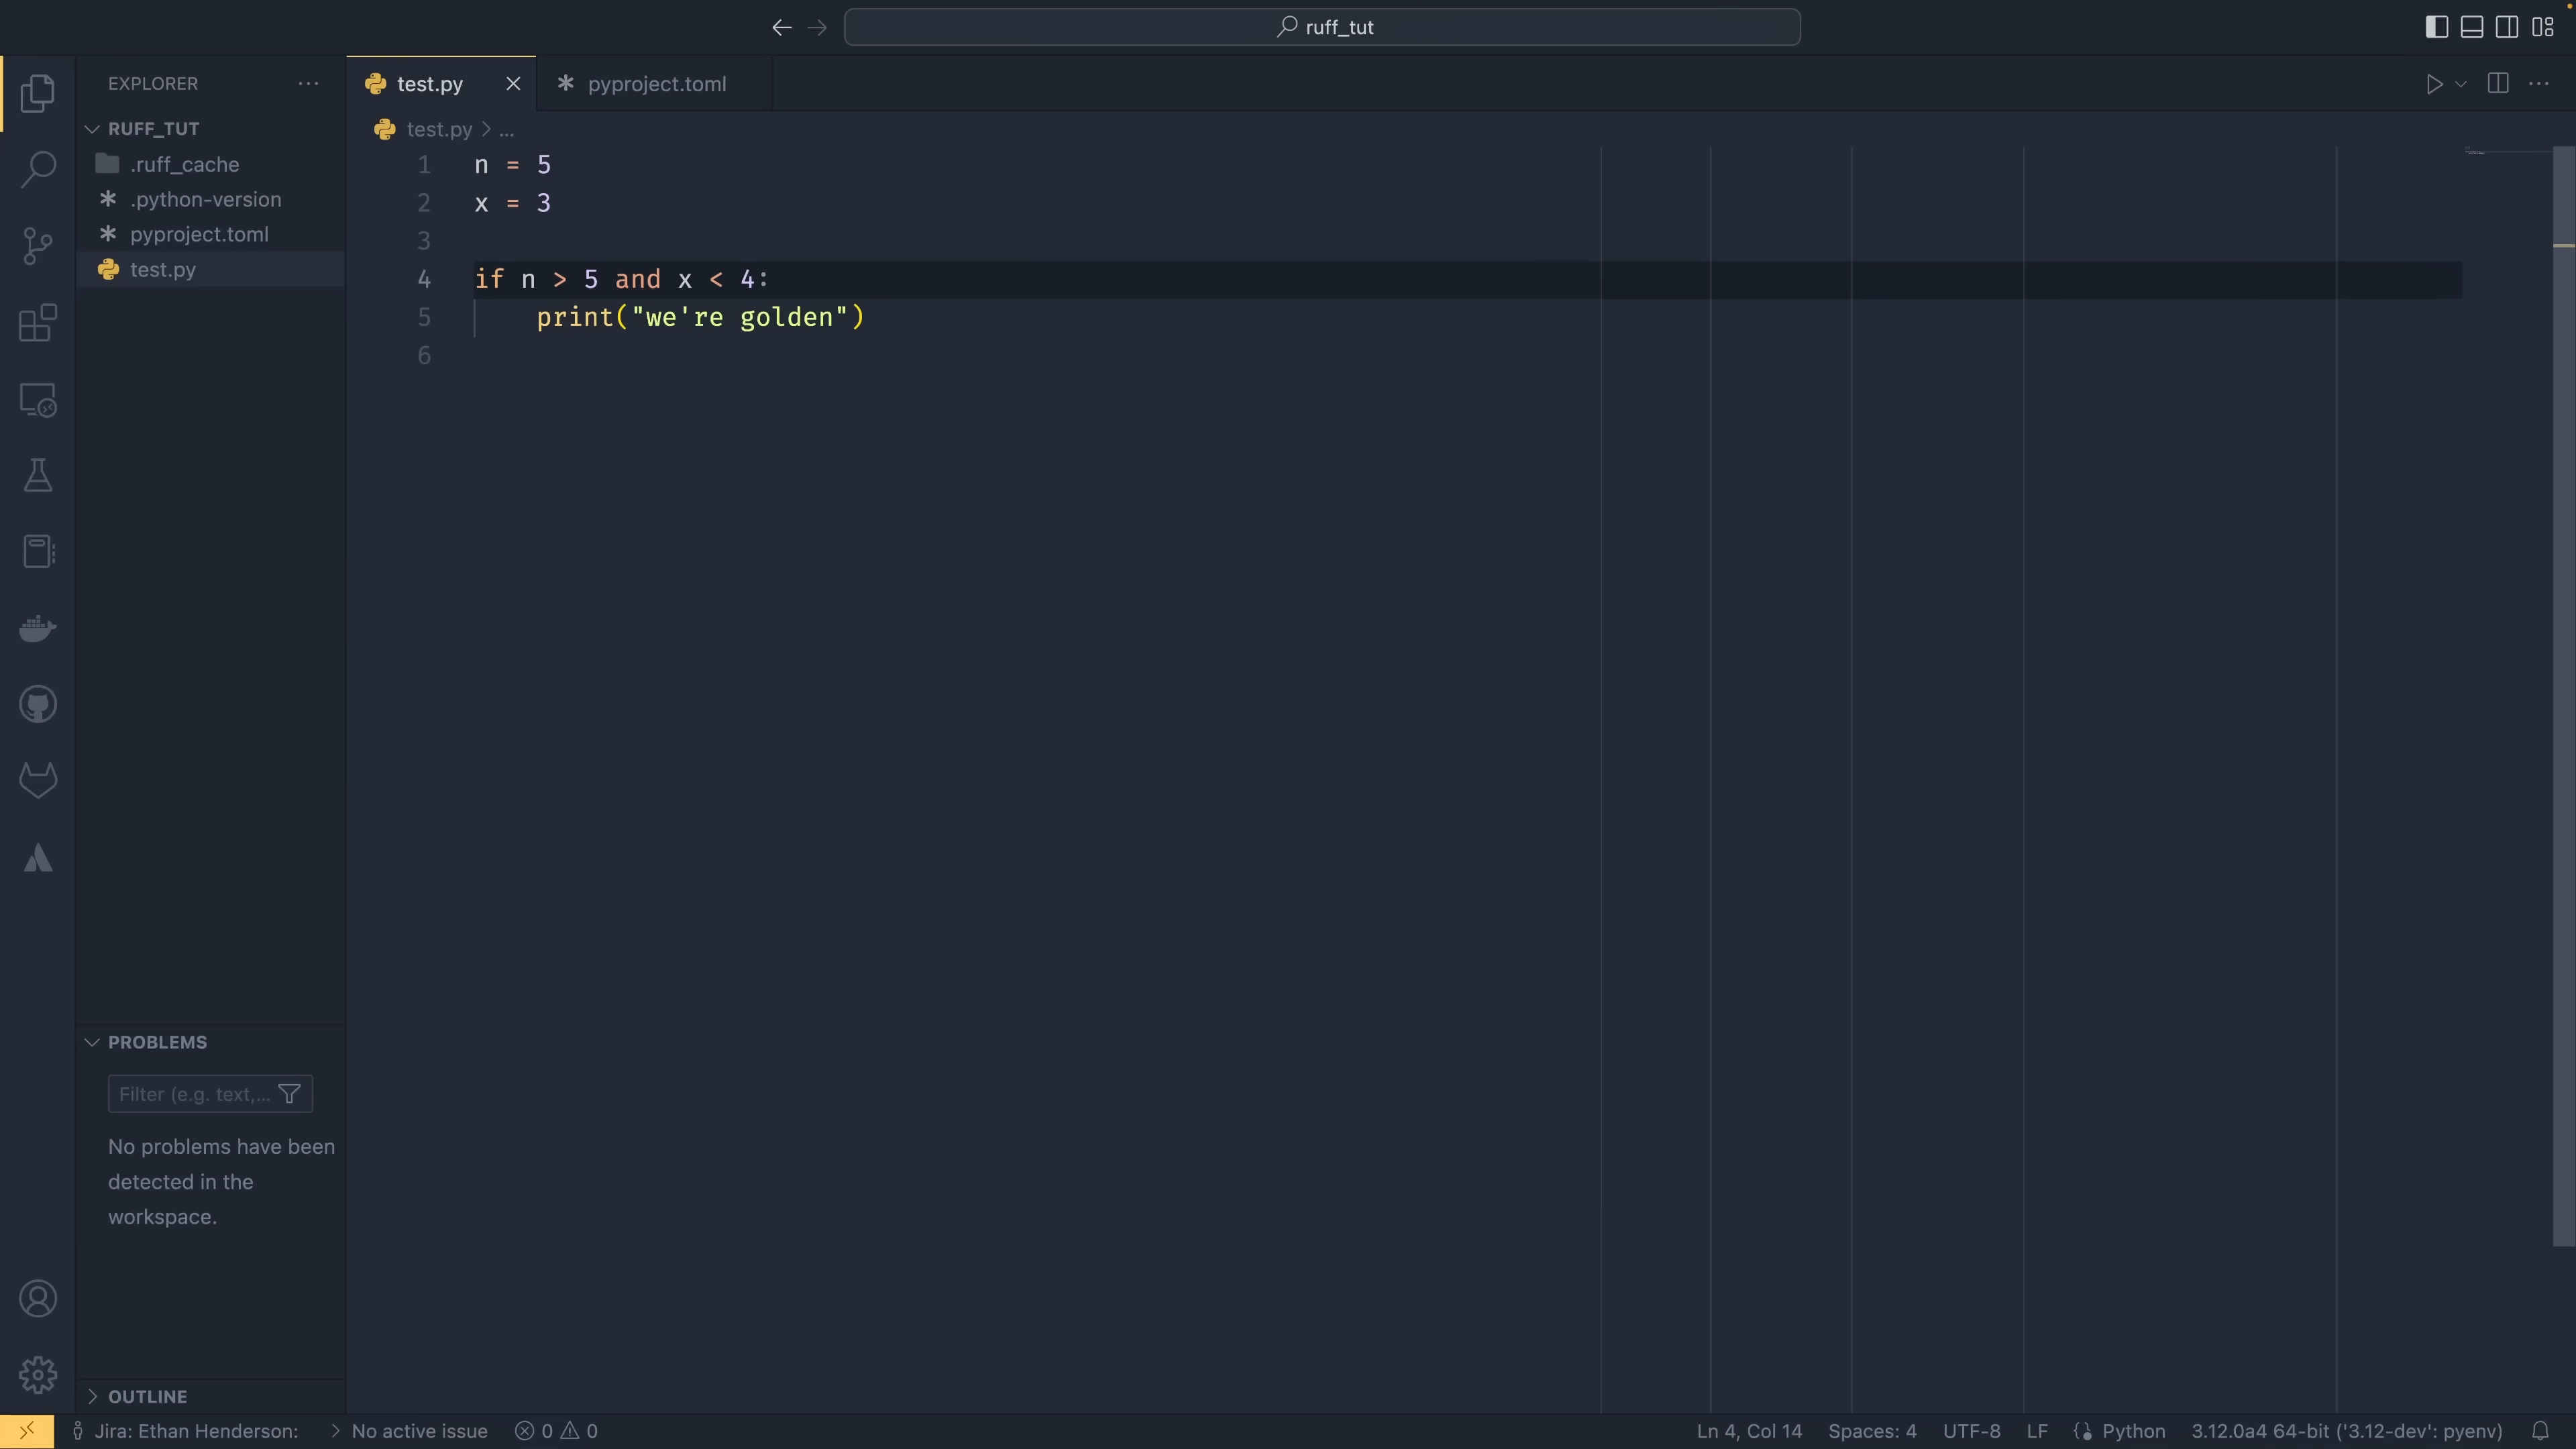 ruff_tut
EXPLORER
RUFF_TUT
.ruff_cache
.python-version
pyproject.toml
test.py
test.py
pyproject.toml
test.py > ...
1 n = 5
2 x = 3
3
4 if n > 5 and x < 4:
5     print("we're golden")
6
PROBLEMS
Filter (e.g. text,...
No problems have been
detected in the
workspace.
OUTLINE
Jira: Ethan Henderson: > No active issue 0 0 Ln 4, Col 14 Spaces: 4 UTF-8 LF Python 3.12.0a4 64-bit ('3.12-dev': pyenv)